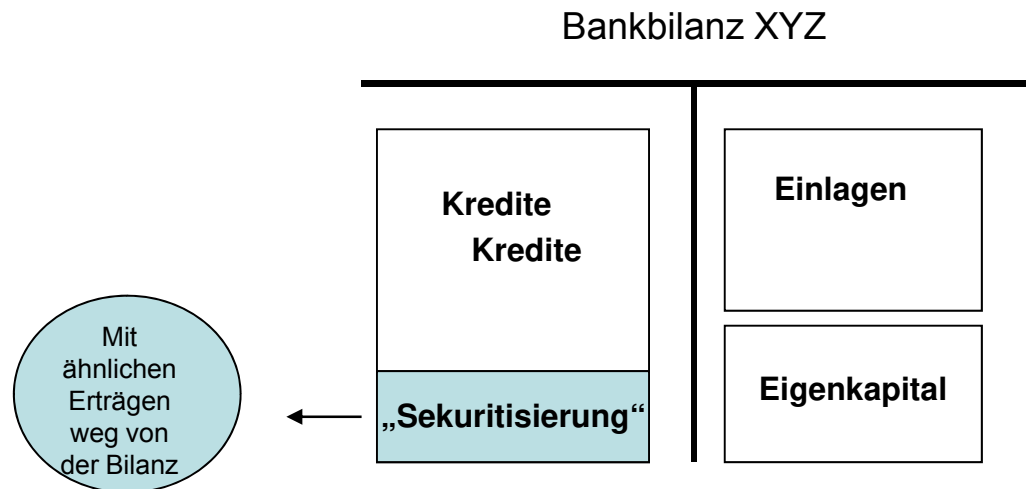 Bankbilanz XYZ
Kredite
Kredite
„Sekuritisierung“
Einlagen
Eigenkapital
Mit
ähnlichen
Erträgen
weg von
der Bilanz